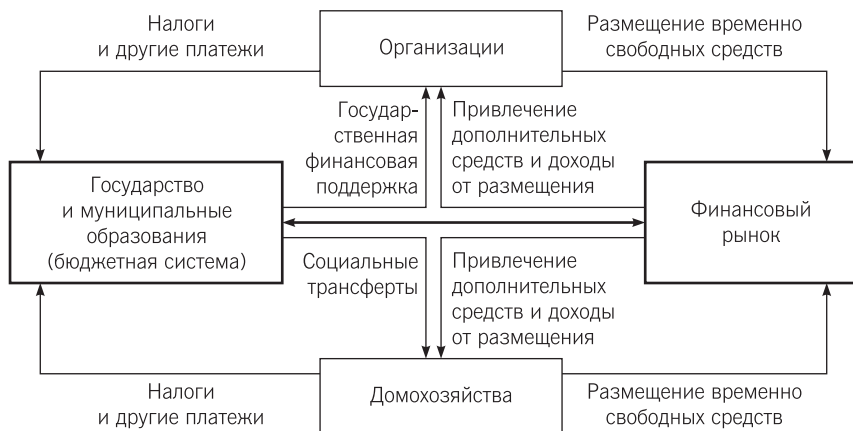 Налоги
и другие платежи
Организации
Размещение временно
свободных средств
Государ-
ственная
финансовая
поддержка
Привлечение
дополнительных
средств и доходы
от размещения
Государство
и муниципальные
образования
(бюджетная система)
Финансовый
рынок
Социальные
трансферты
Привлечение
дополнительных
средств и доходы
от размещения
Налоги
и другие платежи
Домохозяйства
Размещение временно
свободных средств